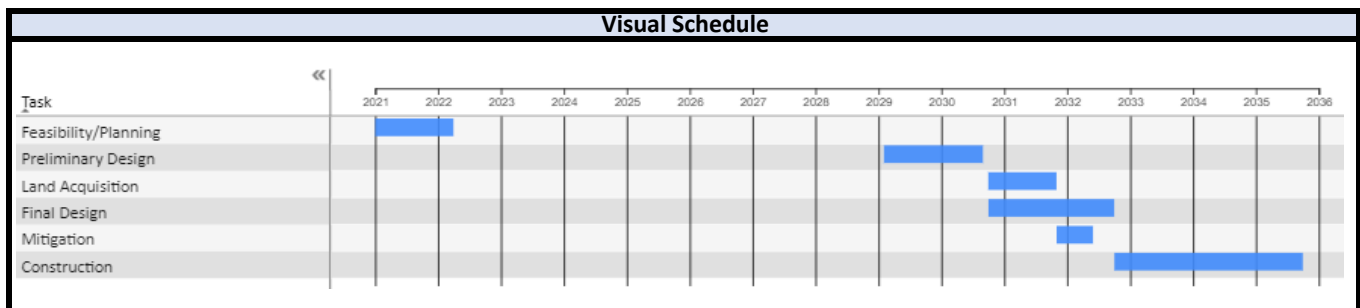 Visual Schedule
«
Task 2021 2022 2023 2024 2025 2026 2027 2028 2029 2030 2031 2032 2033 2034 2035 2036
Feasibility/Planning
Preliminary Design
Land Acquisition
Final Design
Mitigation
Construction